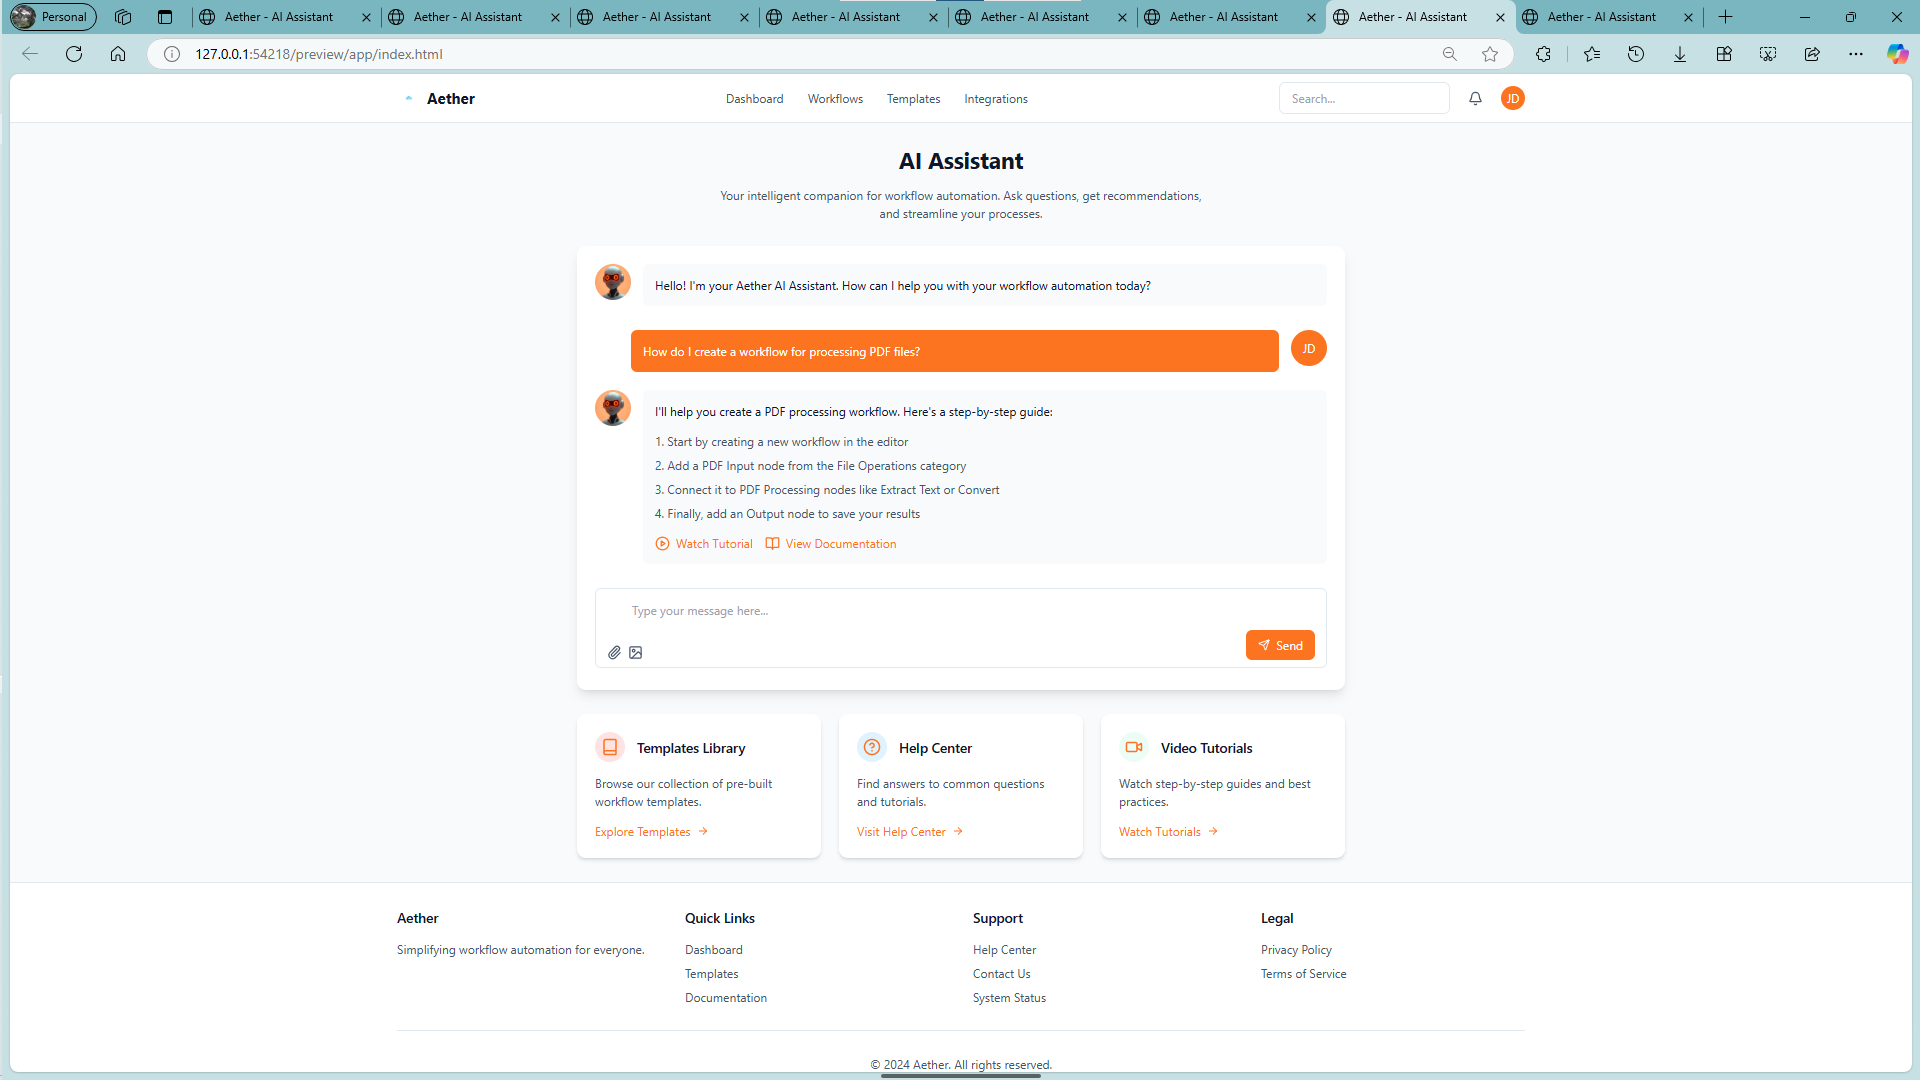 Personal
Aether - AI Assistant
Aether - AI Assistant
Aether - AI Assistant
Aether - AI Assistant
Aether - AI Assistant
Aether - AI Assistant
Aether - AI Assistant
Aether - AI Assistant
127.0.0.1:54218/preview/app/index.html
Aether
Dashboard
Workflows
Templates
Integrations
Search...
JD
AI Assistant
Your intelligent companion for workflow automation. Ask questions, get recommendations,
and streamline your processes.
Hello! I'm your Aether AI Assistant. How can I help you with your workflow automation today?
How do I create a workflow for processing PDF files?
JD
I'll help you create a PDF processing workflow. Here's a step-by-step guide:
1. Start by creating a new workflow in the editor
2. Add a PDF Input node from the File Operations category
3. Connect it to PDF Processing nodes like Extract Text or Convert
4. Finally, add an Output node to save your results
Watch Tutorial
View Documentation
Type your message here...
Send
Templates Library
Browse our collection of pre-built
workflow templates.
Explore Templates
Help Center
Find answers to common questions
and tutorials.
Visit Help Center
Video Tutorials
Watch step-by-step guides and best
practices.
Watch Tutorials
Aether
Simplifying workflow automation for everyone.
Quick Links
Dashboard
Templates
Documentation
Support
Help Center
Contact Us
System Status
Legal
Privacy Policy
Terms of Service
© 2024 Aether. All rights reserved.